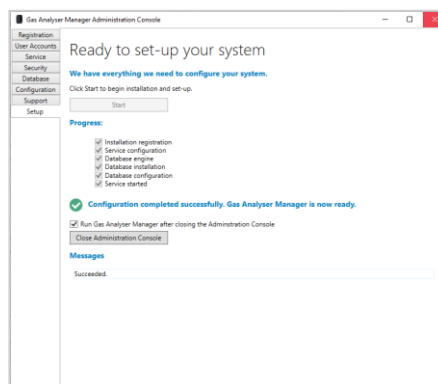 Gas Analyser Manager Administration Console
Registration
User Accounts
Service
Security
Database
Configuration
Support
Setup
Ready to set-up your system
We have everything we need to configure your system.
Click Start to begin installation and set-up.
Start
Progress:
Installation registration
Service configuration
Database engine
Database installation
Database configuration
Service started
Configuration completed successfully. Gas Analyser Manager is now ready.
Run Gas Analyser Manager after closing the Adminstration Console
Close Administration Console
Messages
Succeeded.